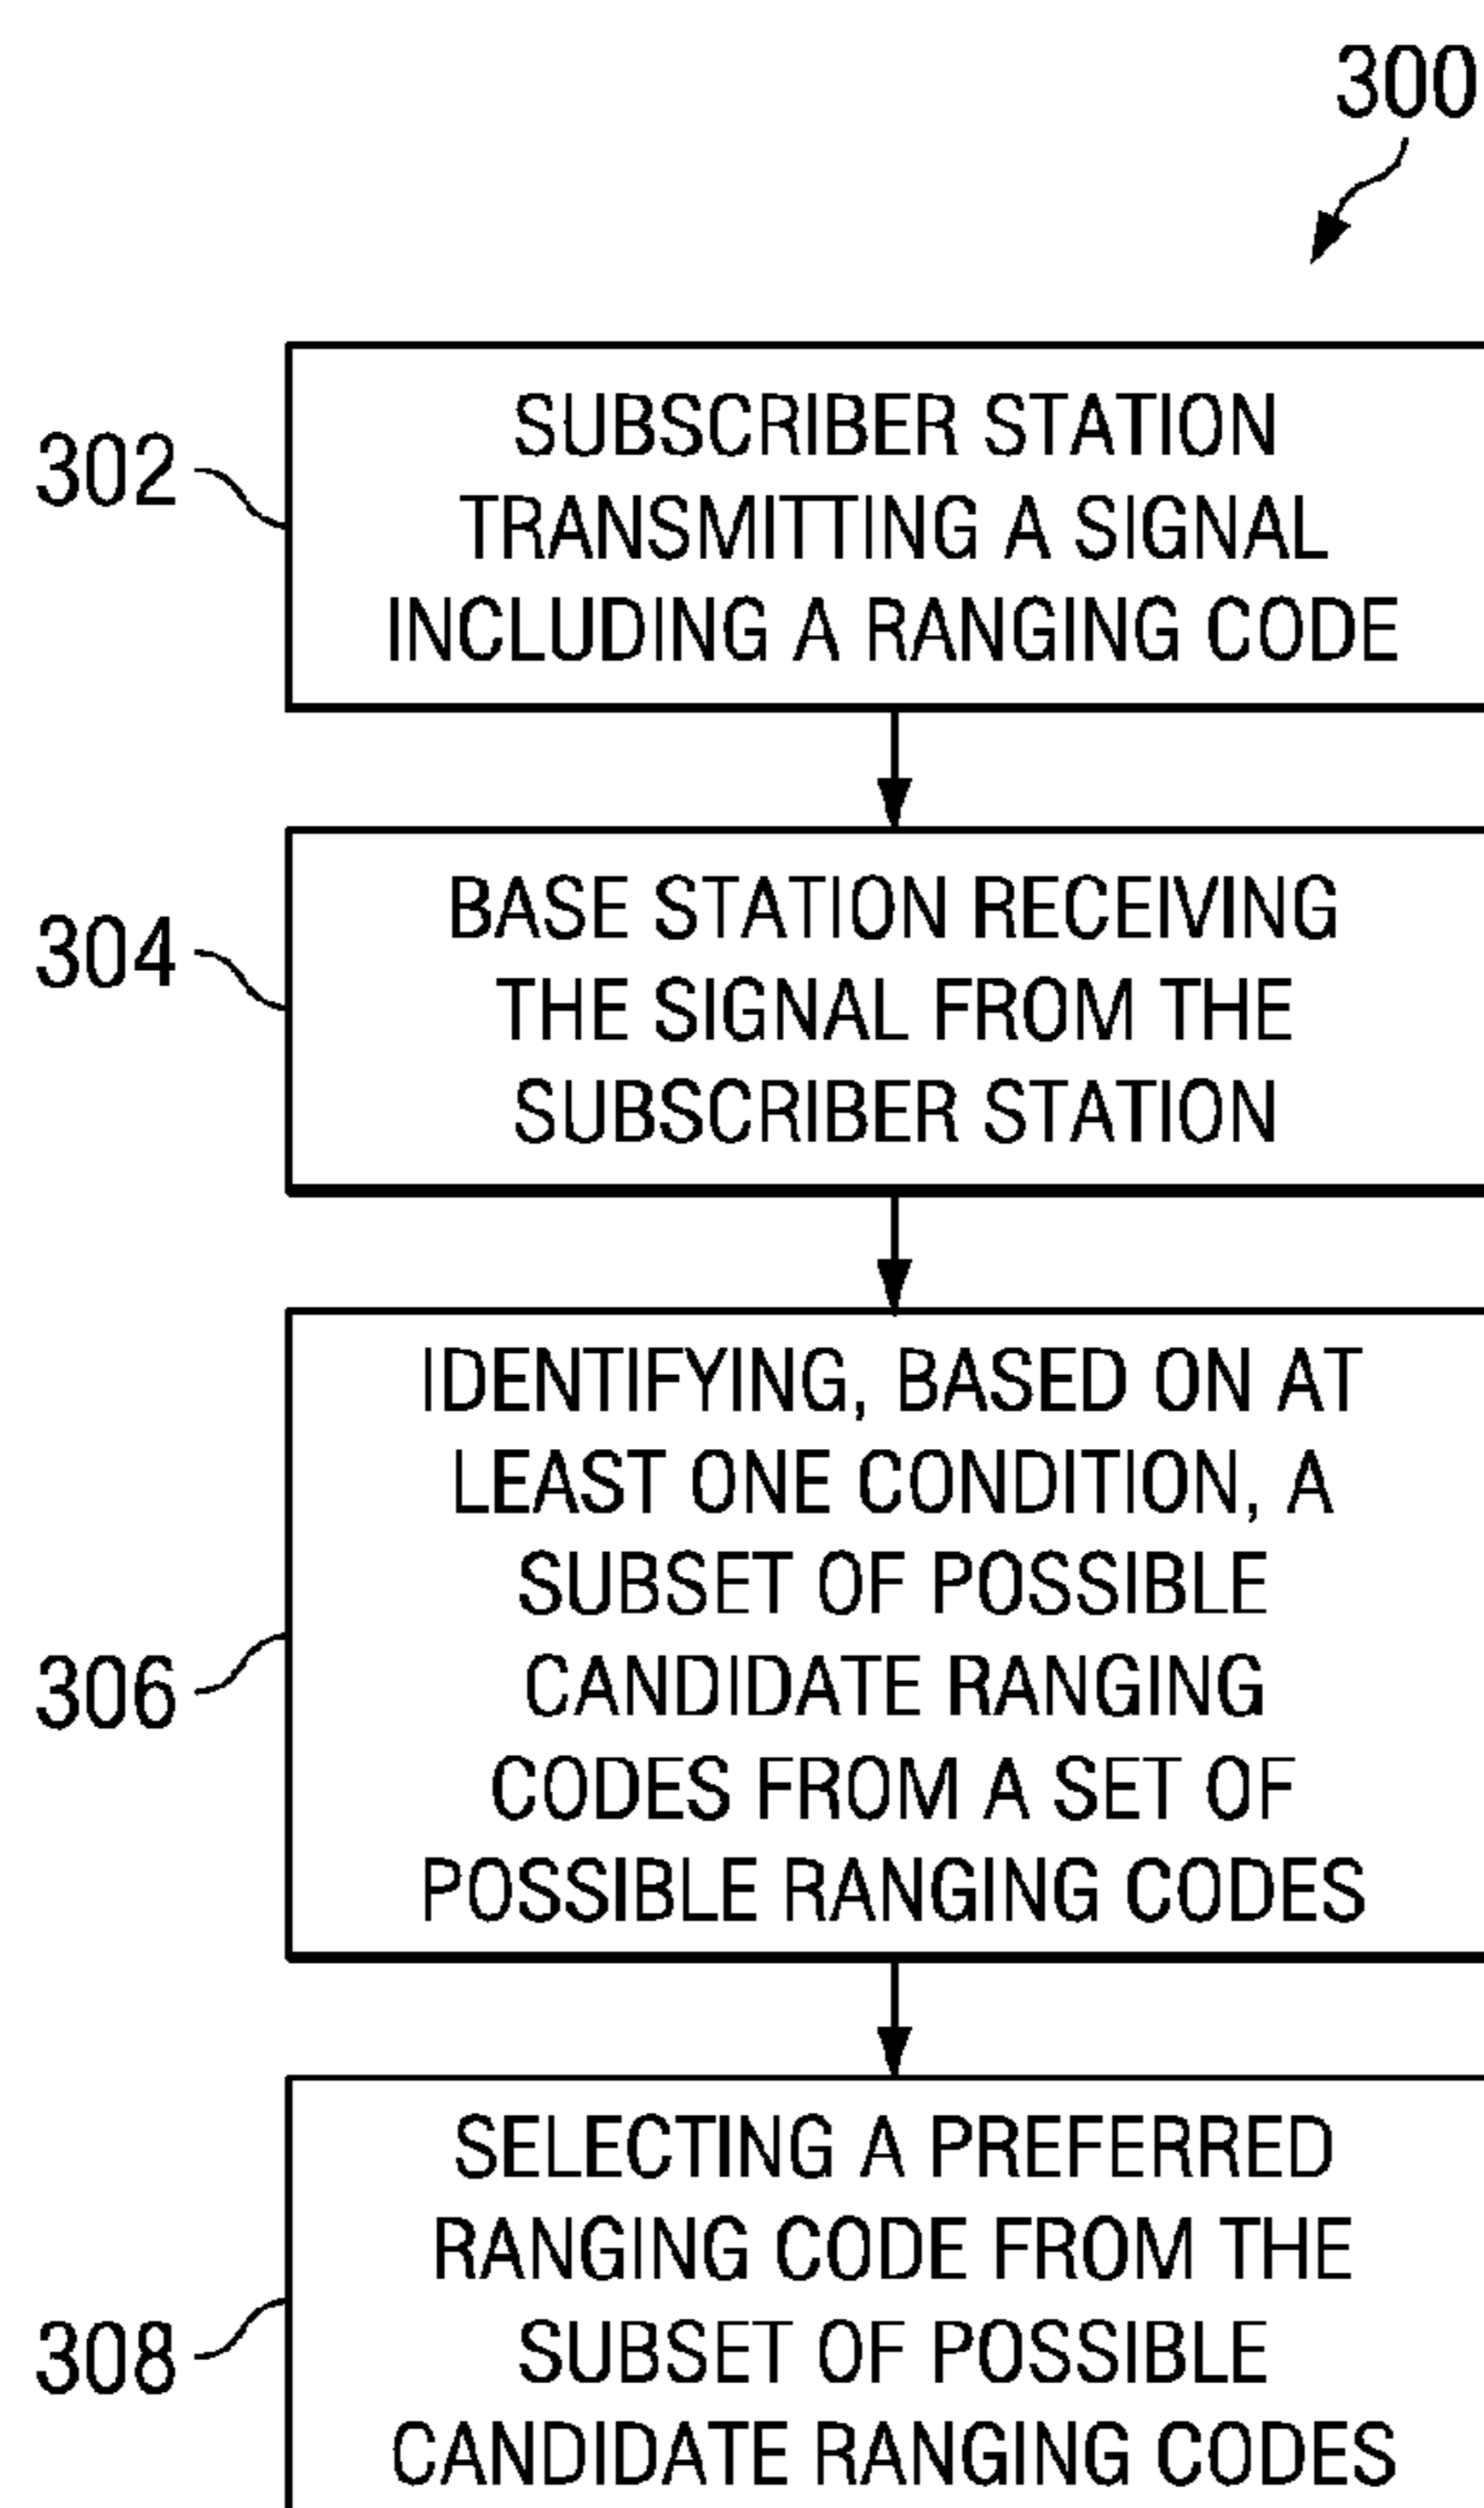 300
302
SUBSCRIBER STATION
TRANSMITTING A SIGNAL
INCLUDING A RANGING CODE
304
BASE STATION RECEIVING
THE SIGNAL FROM THE
SUBSCRIBER STATION
306
IDENTIFYING, BASED ON AT
LEAST ONE CONDITION, A
SUBSET OF POSSIBLE
CANDIDATE RANGING
CODES FROM A SET OF
POSSIBLE RANGING CODES
308
SELECTING A PREFERRED
RANGING CODE FROM THE
SUBSET OF POSSIBLE
CANDIDATE RANGING CODES